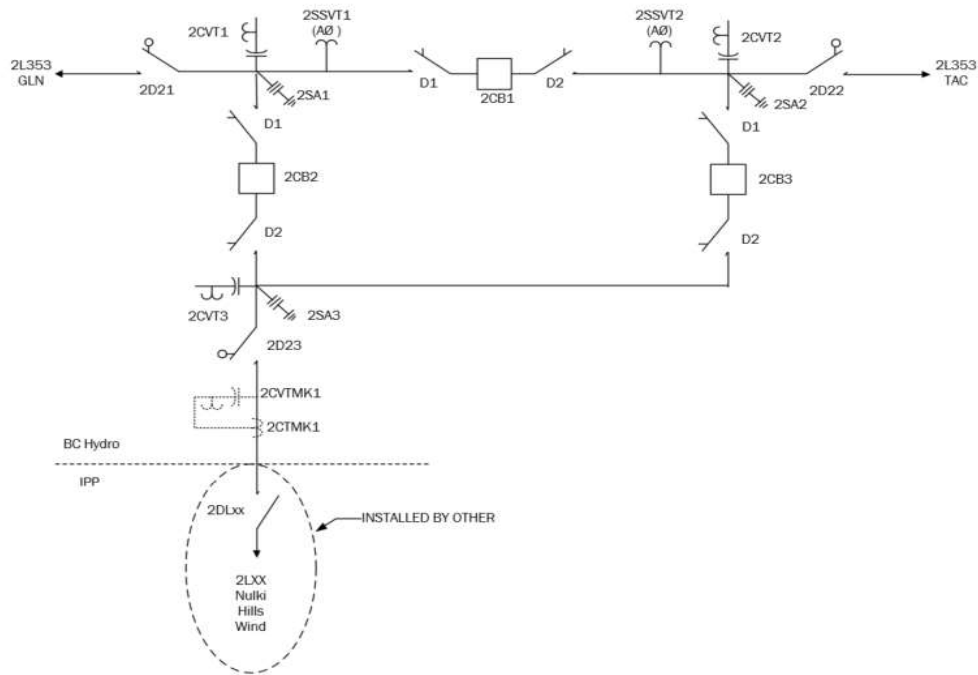 2SSVT1
(AØ )
2CVT1
2SSVT2
(AØ)
2CVT2
2L353
GLN
2D21
2SA1
D1
2CB1
D2
2SA2
2D22
2L353
TAC
D1
2CB2
D2
D1
2CB3
D2
2CVT3
2SA3
2D23
2CVTMK1
2CTMK1
BC Hydro
IPP
2DLxx
INSTALLED BY OTHER
2LXX
Nulki
Hills
Wind